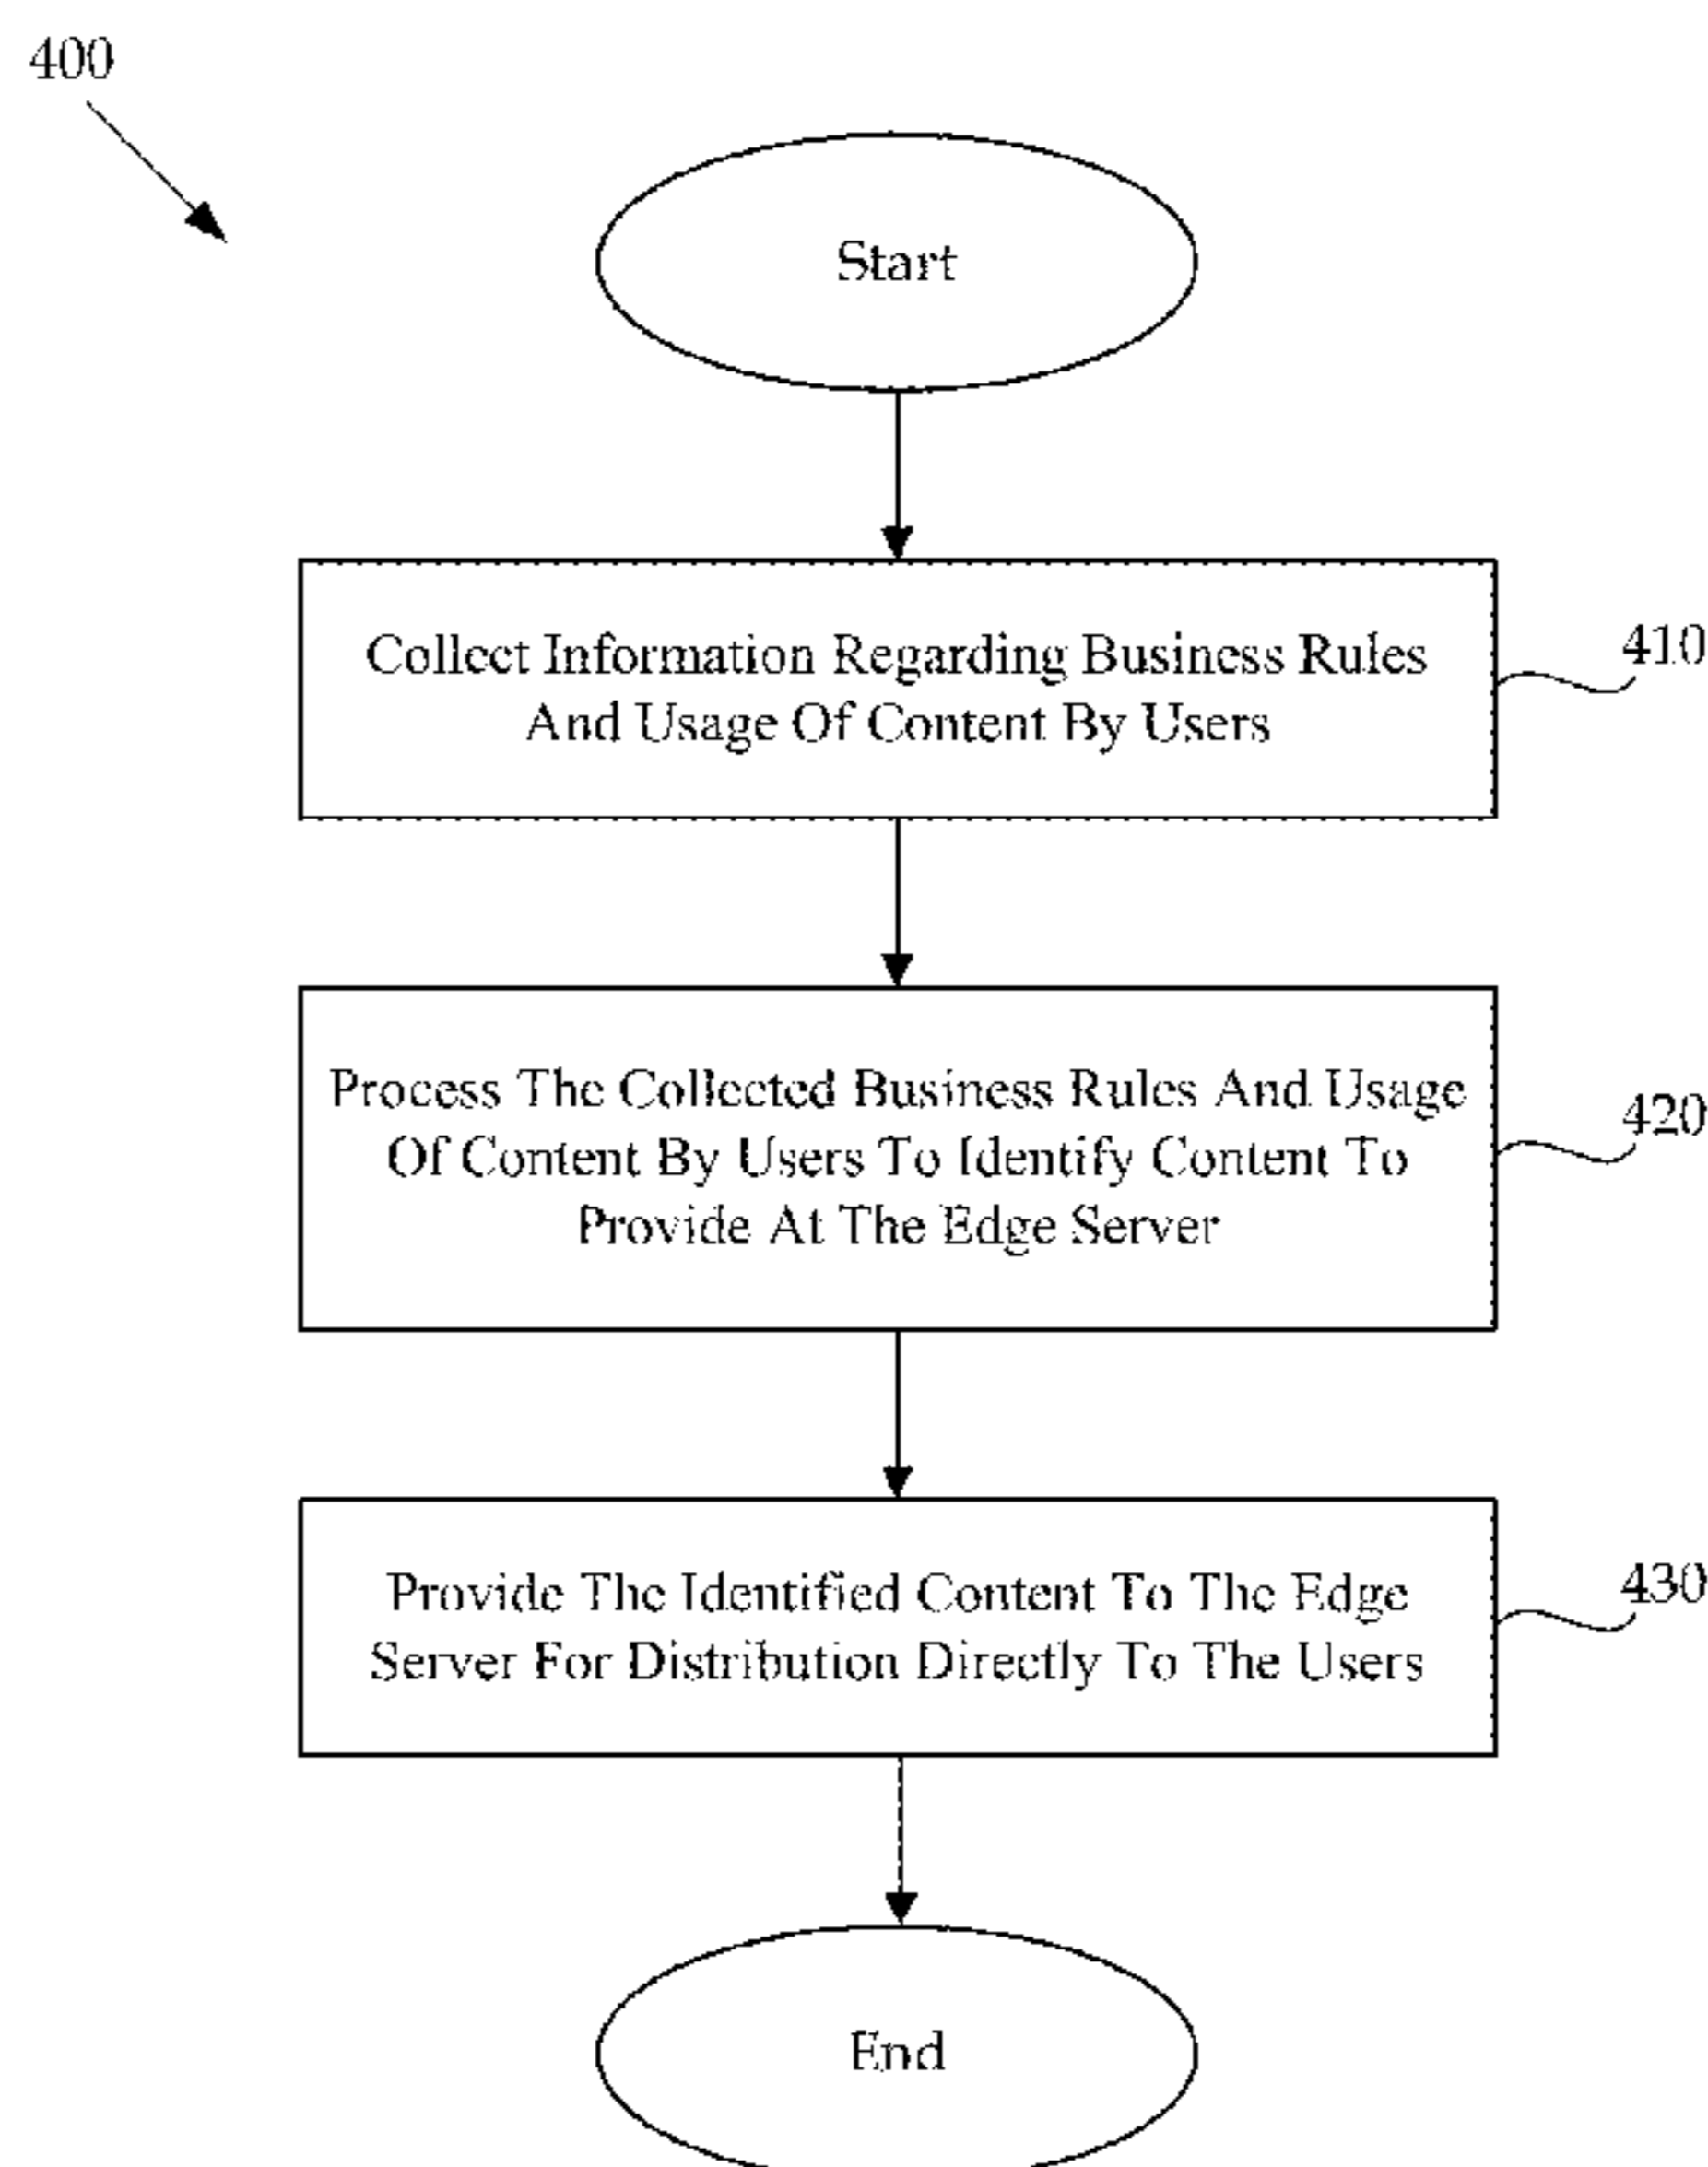 400
Start
Collect Information Regarding Business Rules
And Usage Of Content By Users
410
Process The Collected Business Rules And Usage
Of Content By Users To Identify Content To
Provide At The Edge Server
420
Provide The Identified Content To The Edge
Server For Distribution Directly To The Users
430
End